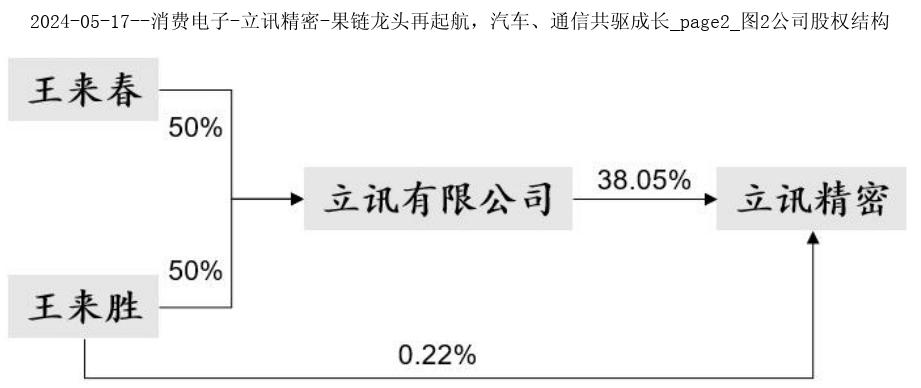 2024-05-17--消费电子-立讯精密-果链龙头再起航，汽车、通信共驱成长_page2_图2公司股权结构
王来春
50%
立讯有限公司
38.05%
立讯精密
50%
王来胜
0.22%